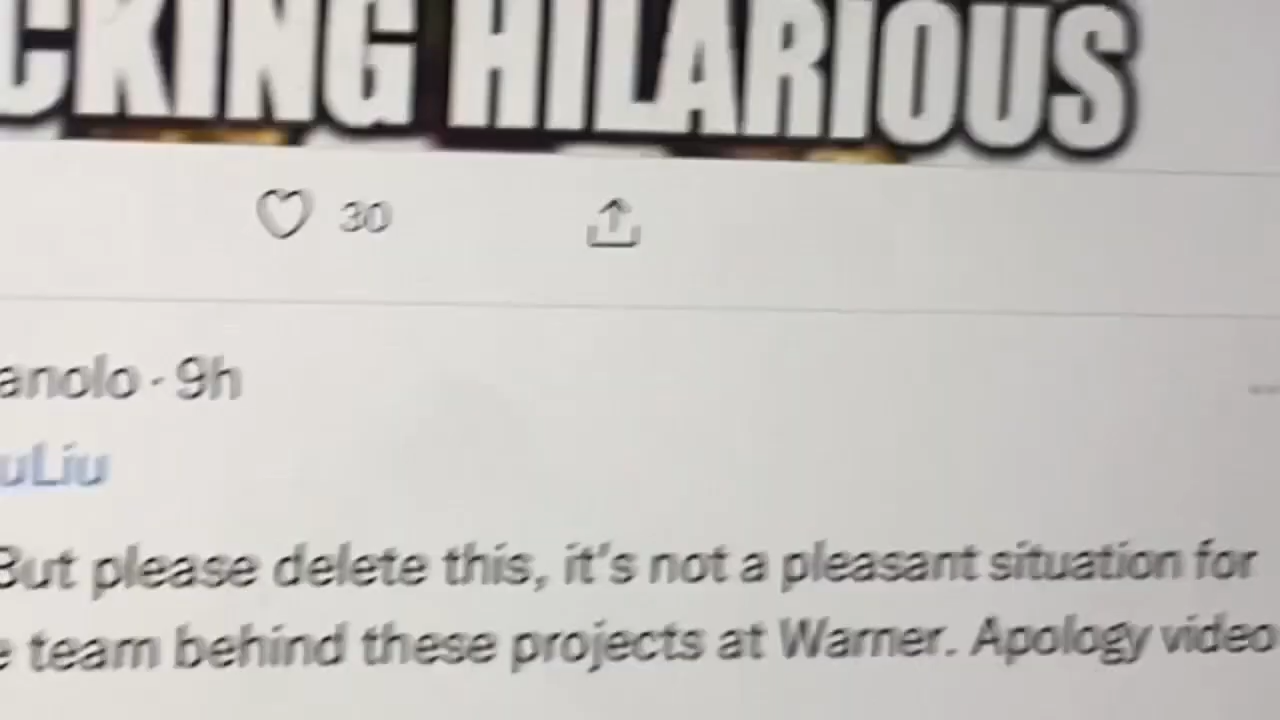 CKING HILARIOUS
30
anolo · 9h
uLiu
But please delete this, it's not a pleasant situation for
e team behind these projects at Warner. Apology video